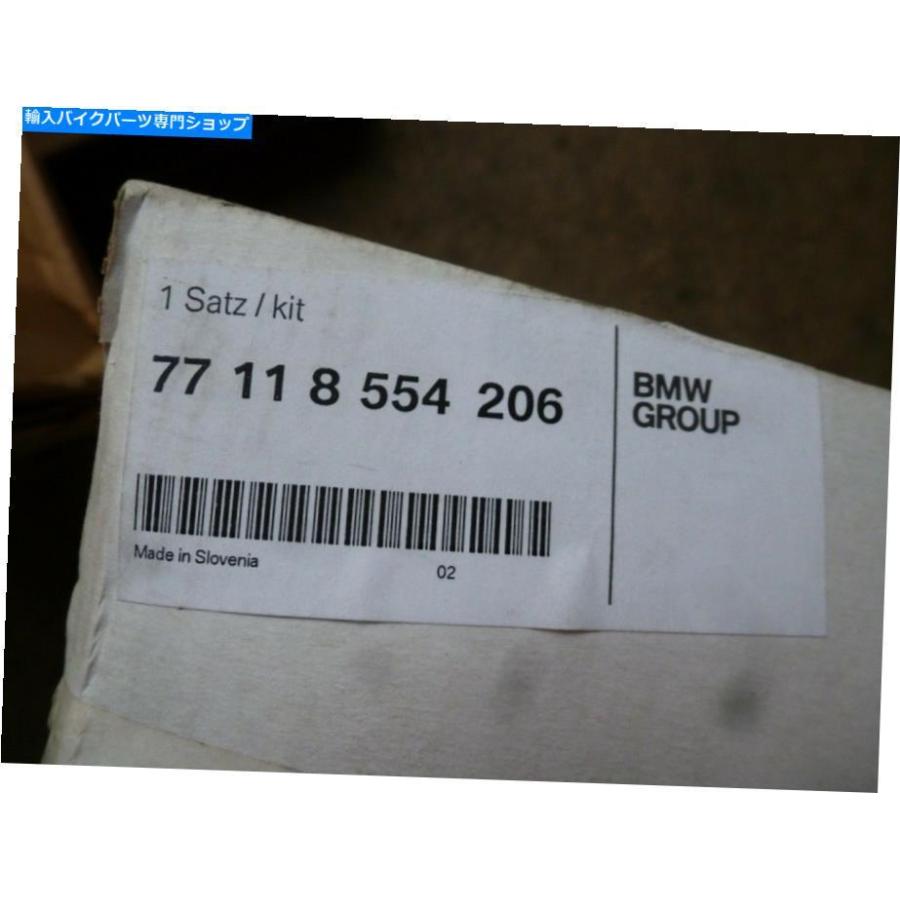 輸入バイクパーツ専門ショップ
1 Satz / kit
77 11 8 554 206
BMW
GROUP
Made in Slovenia
02